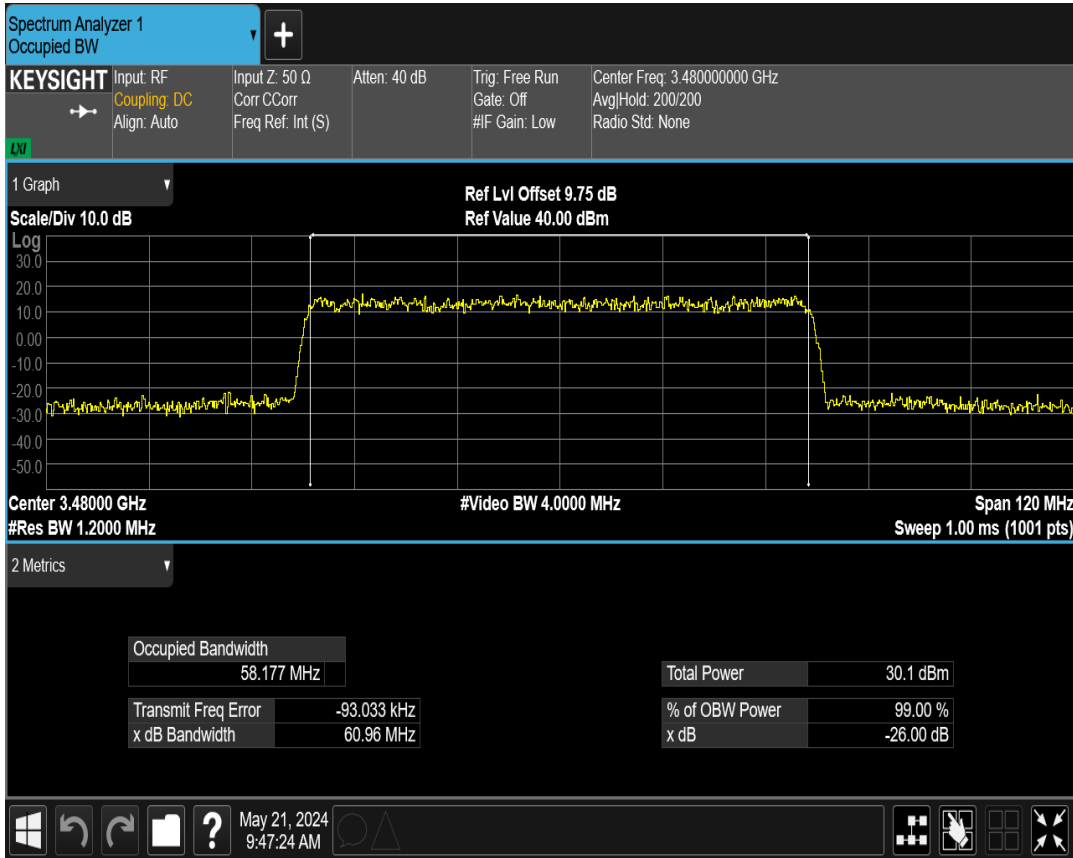 Spectrum Analyzer 1
Occupied BW
KEYSIGHT
LXI
Input: RF
Coupling: DC
Align: Auto
Input Z: 50 Ω
Corr CCorr
Freq Ref: Int (S)
Atten: 40 dB
Trig: Free Run
Gate: Off
#IF Gain: Low
Center Freq: 3.480000000 GHz
Avg|Hold: 200/200
Radio Std: None
1 Graph
Scale/Div 10.0 dB
Ref Lvl Offset 9.75 dB
Ref Value 40.00 dBm
Log
30.0
20.0
10.0
0.00
-10.0
-20.0
-30.0
-40.0
-50.0
Center 3.48000 GHz
#Video BW 4.0000 MHz
Span 120 MHz
#Res BW 1.2000 MHz
Sweep 1.00 ms (1001 pts)
2 Metrics
Occupied Bandwidth
58.177 MHz
Transmit Freq Error -93.033 kHz
x dB Bandwidth 60.96 MHz
Total Power 30.1 dBm
% of OBW Power 99.00 %
x dB -26.00 dB
May 21, 2024
9:47:24 AM